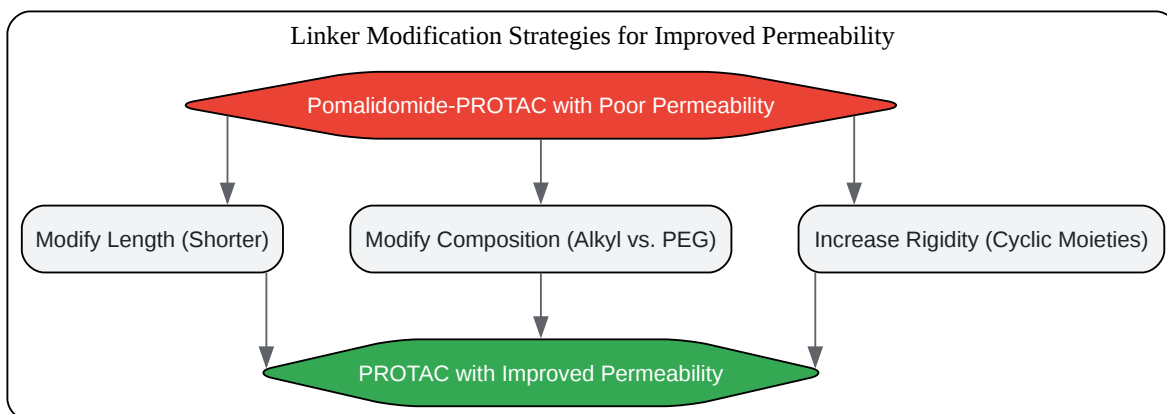 Linker Modification Strategies for Improved Permeability
Pomalidomide-PROTAC with Poor Permeability
Modify Length (Shorter)
Modify Composition (Alkyl vs. PEG)
Increase Rigidity (Cyclic Moieties)
PROTAC with Improved Permeability